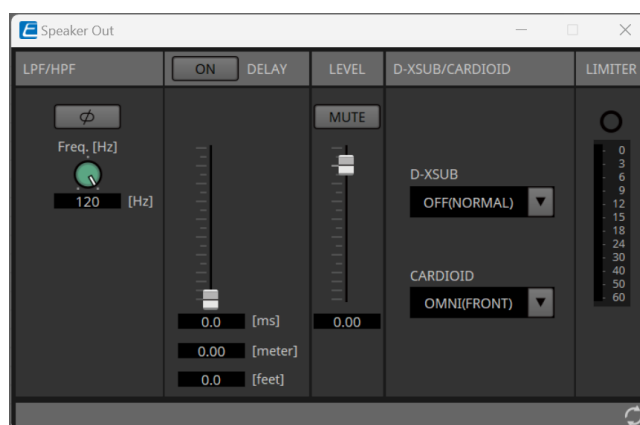 E Speaker Out
LPF/HPF
ON DELAY
LEVEL
D-XSUB/CARDIOID
LIMITER
Φ
Freq. [Hz]
120 [Hz]
0.0 [ms]
0.00 [meter]
0.0 [feet]
MUTE
0.00
D-XSUB
OFF(NORMAL)
CARDIOID
OMNI(FRONT)
0
3
6
9
12
15
18
24
30
40
50
60